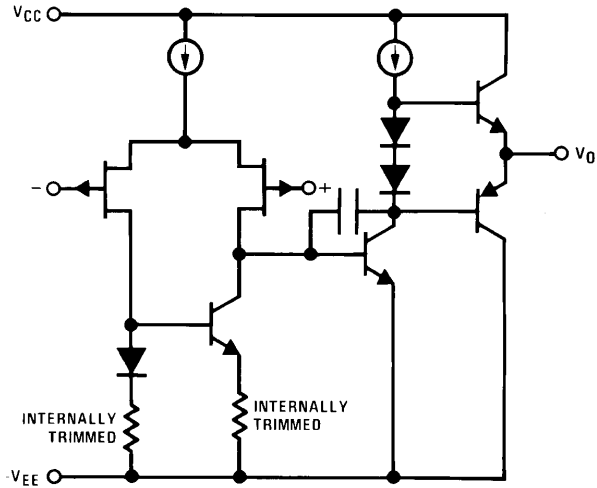 VCC
−
+
VO
INTERNALLY
TRIMMED
INTERNALLY
TRIMMED
-VEE